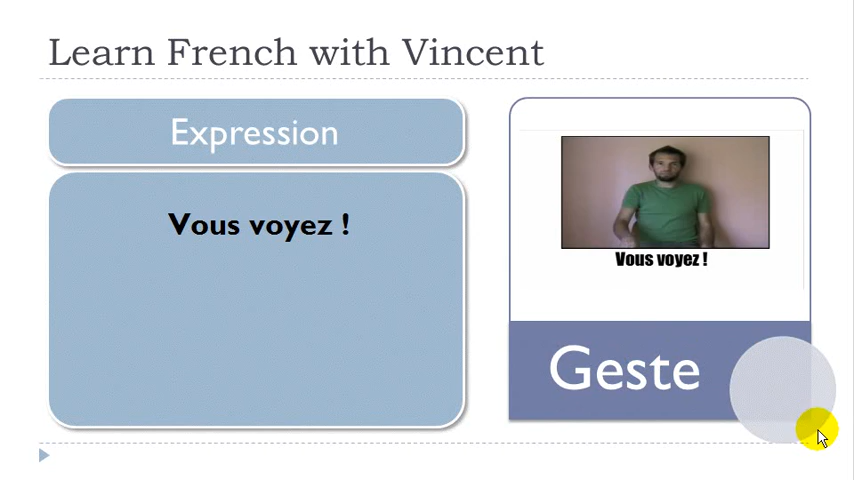 Learn French with Vincent
Expression
Vous voyez !
Vous voyez !
Geste